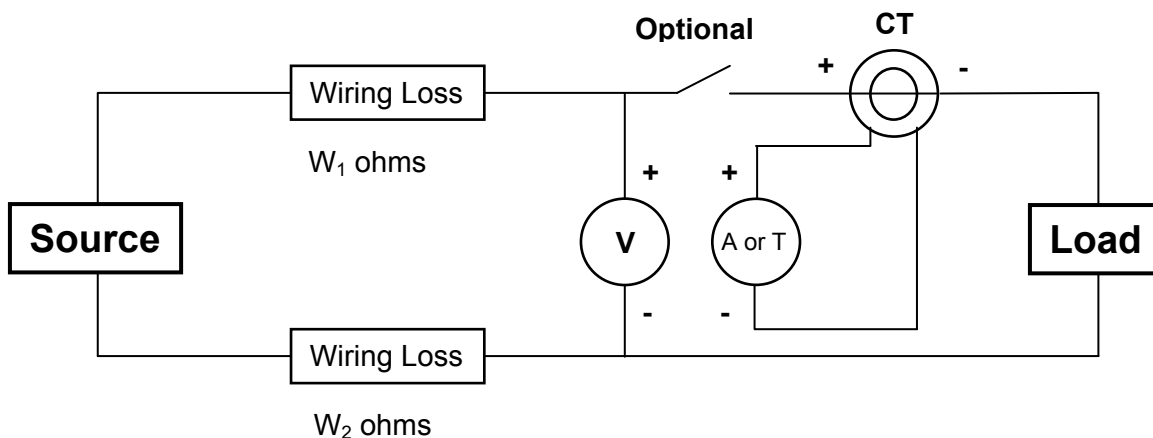 Optional
CT
+
-
Wiring Loss
W₁ ohms
+
+
Source
V
A or T
Load
-
-
Wiring Loss
W₂ ohms